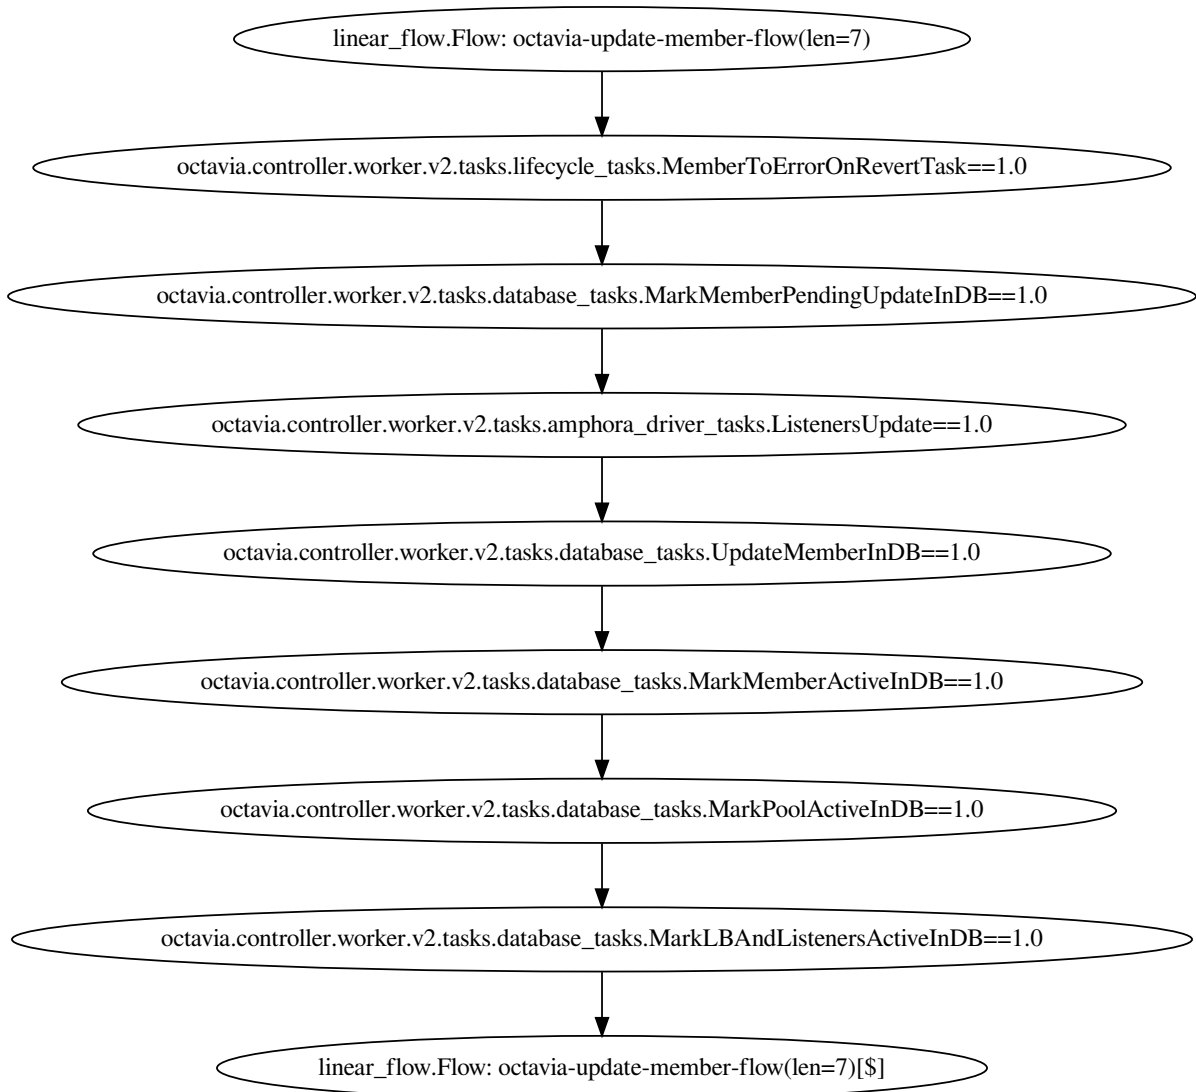 linear_flow.Flow: octavia-update-member-flow(len=7)
octavia.controller.worker.v2.tasks.lifecycle_tasks.MemberToErrorOnRevertTask==1.0
octavia.controller.worker.v2.tasks.database_tasks.MarkMemberPendingUpdateInDB==1.0
octavia.controller.worker.v2.tasks.amphora_driver_tasks.ListenersUpdate==1.0
octavia.controller.worker.v2.tasks.database_tasks.UpdateMemberInDB==1.0
octavia.controller.worker.v2.tasks.database_tasks.MarkMemberActiveInDB==1.0
octavia.controller.worker.v2.tasks.database_tasks.MarkPoolActiveInDB==1.0
octavia.controller.worker.v2.tasks.database_tasks.MarkLBAndListenersActiveInDB==1.0
linear_flow.Flow: octavia-update-member-flow(len=7)[$]